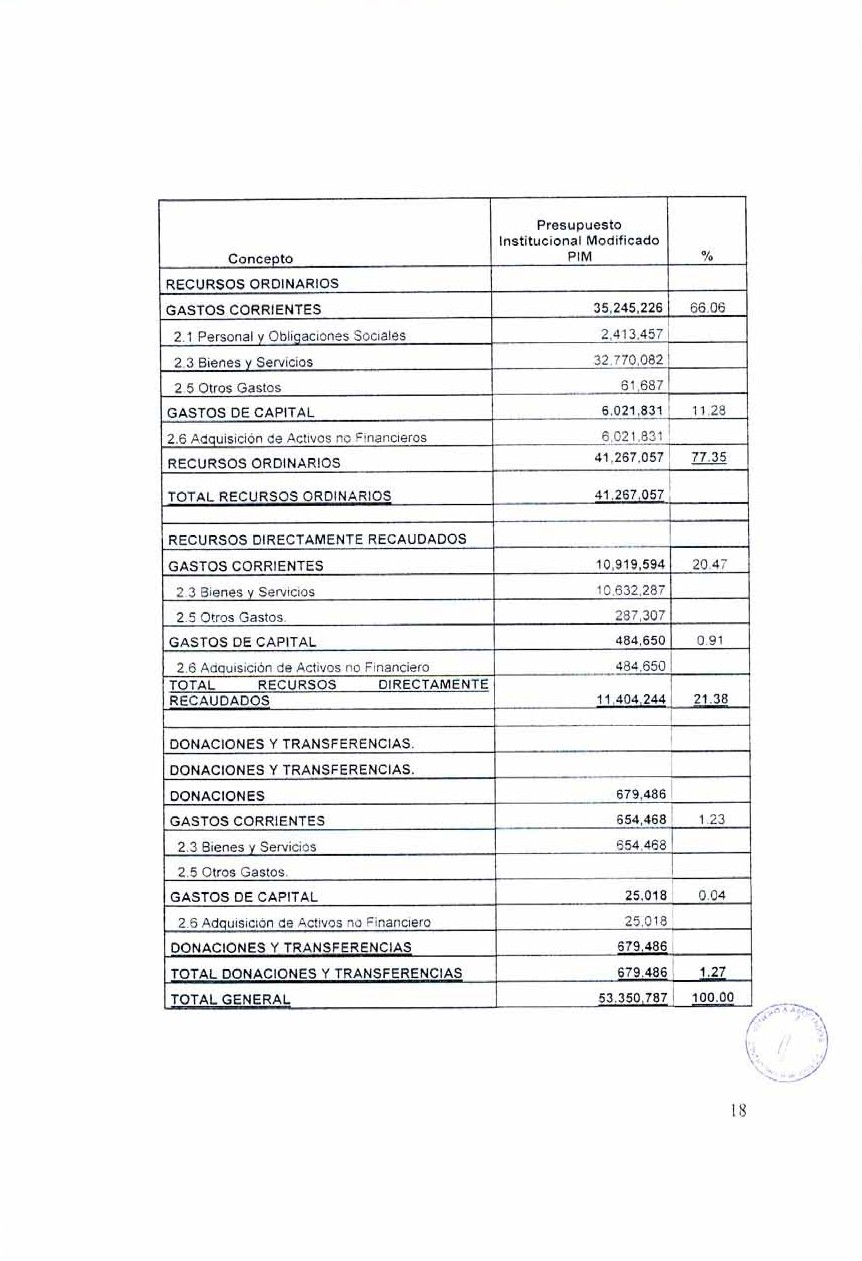 Presupuesto
Institucional Modificado
Concepto PIM %
RECURSOS ORDINARIOS
GASTOS CORRIENTES 35,245,226 66.06
2.1 Personal y Obligaciones Sociales 2,413,457
2.3 Bienes y Servicios 32,770,082
2.5 Otros Gastos 61,687
GASTOS DE CAPITAL 6,021,831 11.28
2.6 Adquisición de Activos no Financieros 6,021,831
RECURSOS ORDINARIOS 41,267,057 77.35
TOTAL RECURSOS ORDINARIOS 41,267,057
RECURSOS DIRECTAMENTE RECAUDADOS
GASTOS CORRIENTES 10,919,594 20.47
2.3 Bienes y Servicios 10,632,287
2.5 Otros Gastos. 287,307
GASTOS DE CAPITAL 484,650 0.91
2.6 Adquisición de Activos no Financiero 484,650
TOTAL RECURSOS DIRECTAMENTE
RECAUDADOS 11,404,244 21.38
DONACIONES Y TRANSFERENCIAS.
DONACIONES Y TRANSFERENCIAS.
DONACIONES 679,486
GASTOS CORRIENTES 654,468 1.23
2.3 Bienes y Servicios 654,468
2.5 Otros Gastos.
GASTOS DE CAPITAL 25,018 0.04
2.6 Adquisición de Activos no Financiero 25,018
DONACIONES Y TRANSFERENCIAS 679,486
TOTAL DONACIONES Y TRANSFERENCIAS 679,486 1.27
TOTAL GENERAL 53,350,787 100.00
18